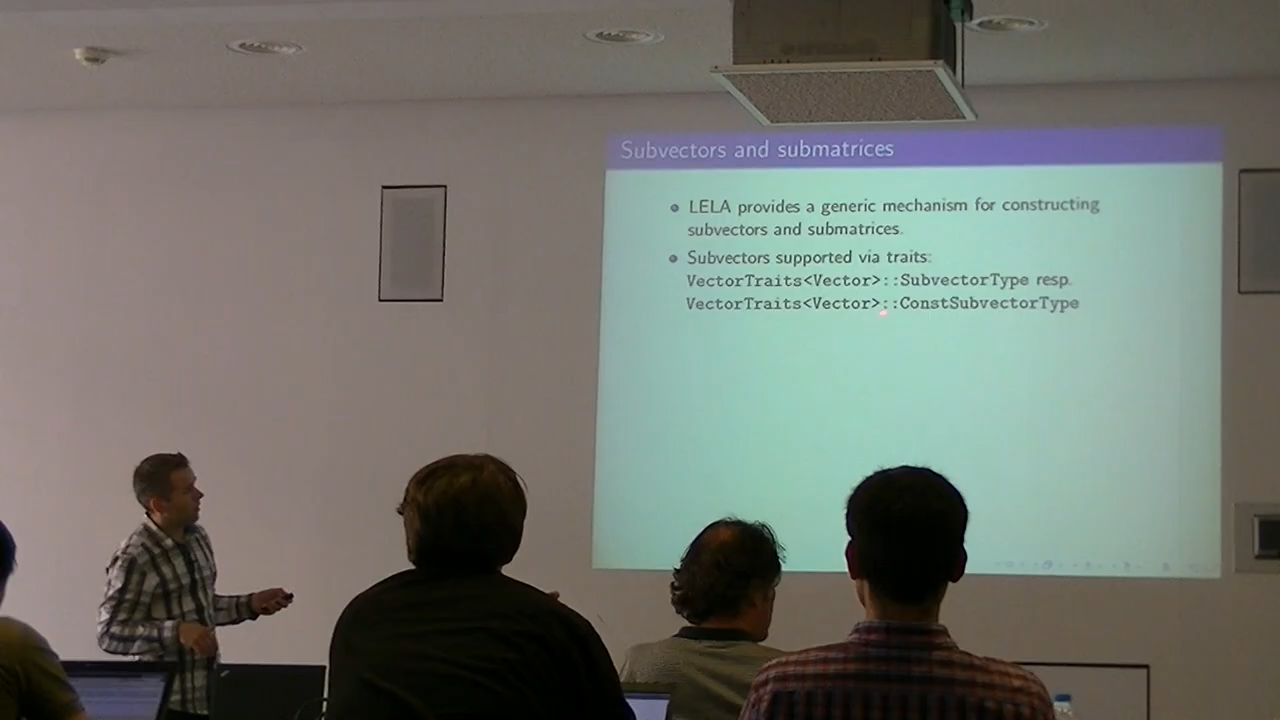 Subvectors and submatrices
LELA provides a generic mechanism for constructing
subvectors and submatrices.
Subvectors supported via traits:
VectorTraits<Vector>::SubvectorType resp.
VectorTraits<Vector>::ConstSubvectorType